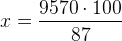 x = \frac{9570 \cdot 100}{87}